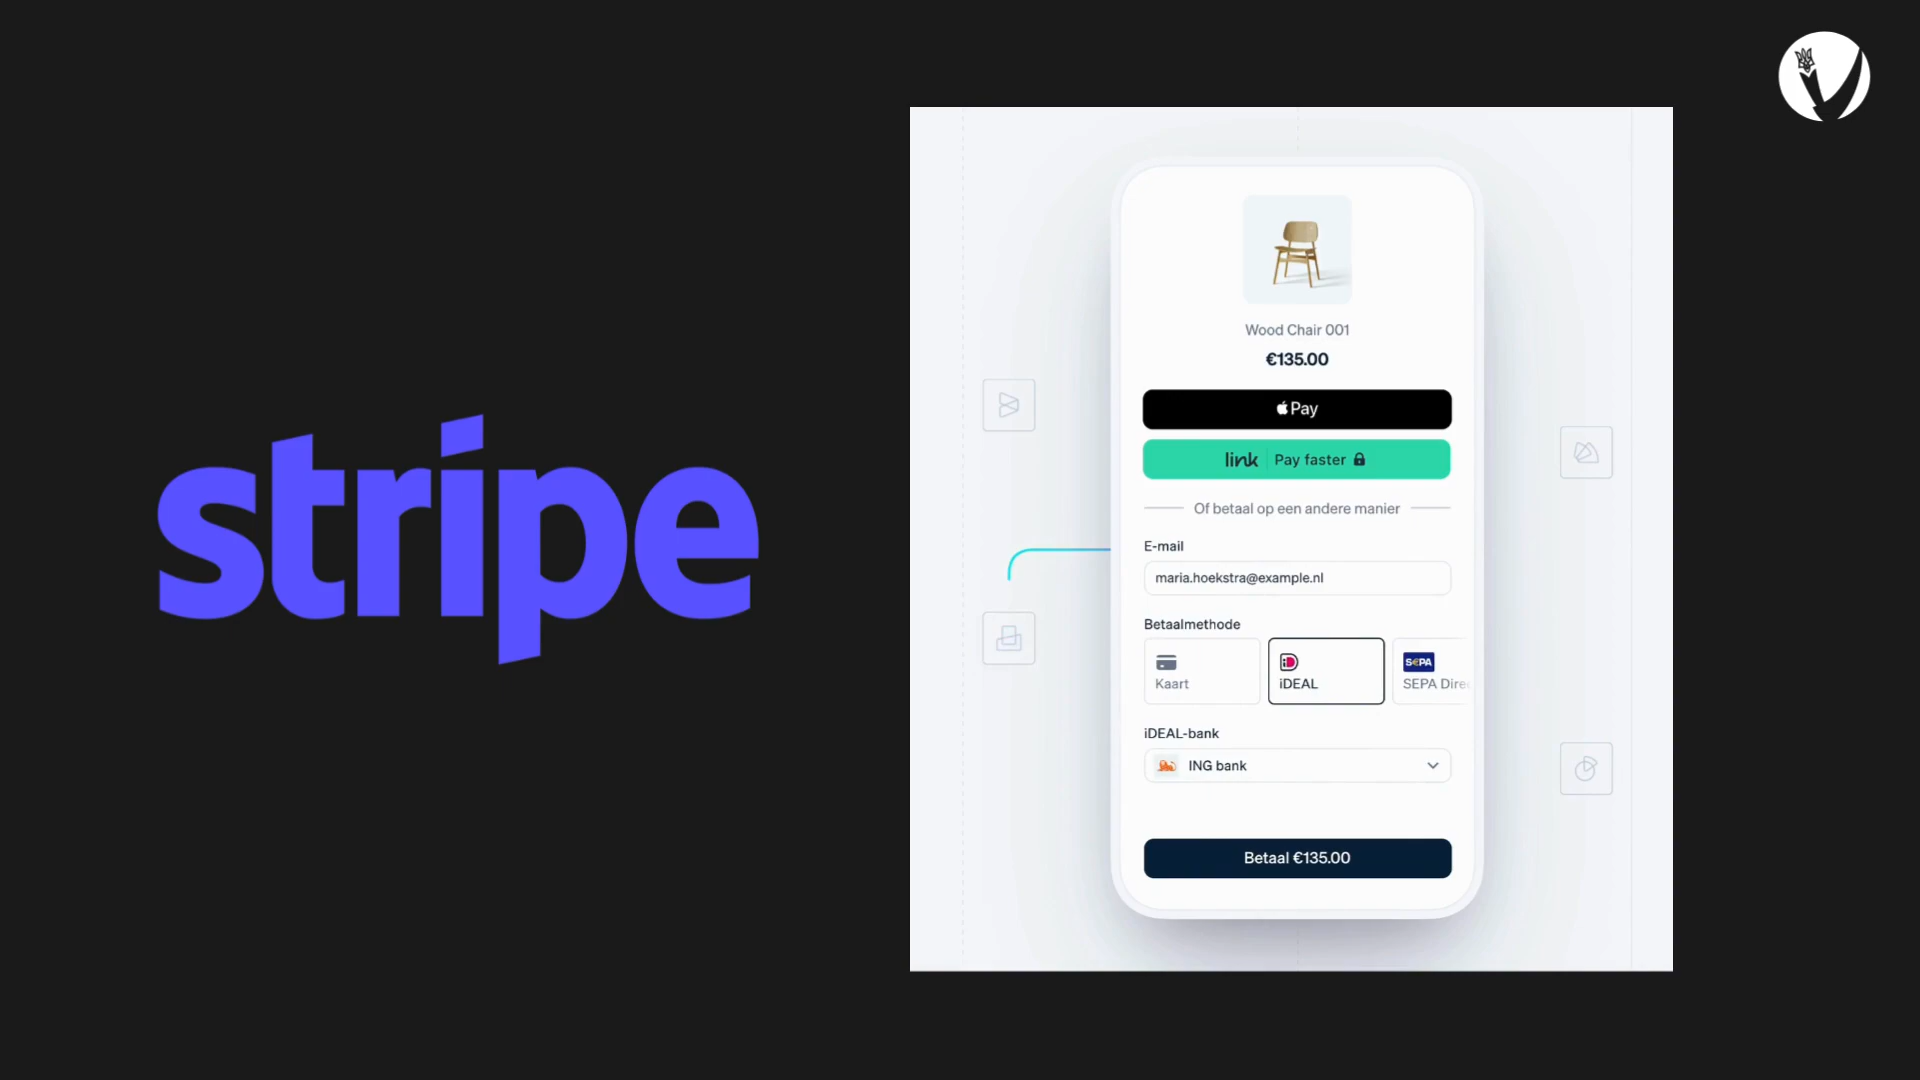 stripe
Wood Chair 001
€135.00
Pay
link Pay faster
Of betaal op een andere manier
E-mail
maria.hoekstra@example.nl
Betaalmethode
Kaart
iD
iDEAL
SEPA
SEPA Dire
iDEAL-bank
ING bank
Betaal €135.00